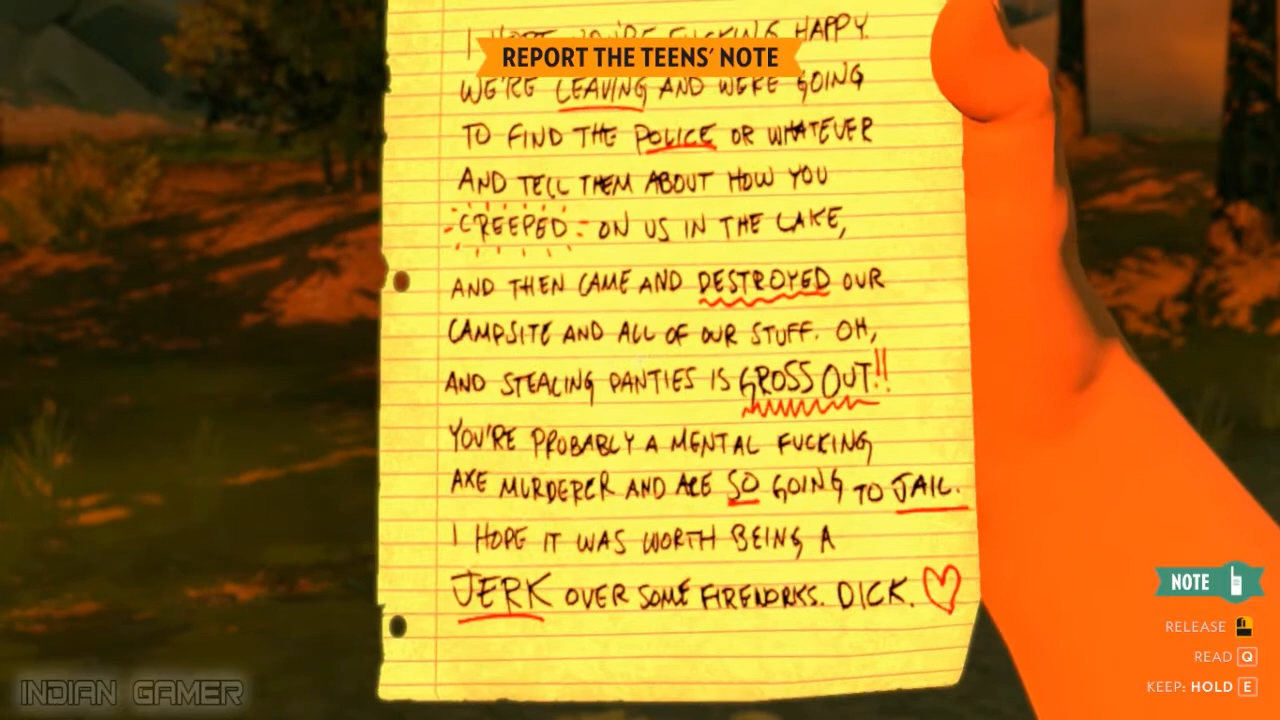 I HOPE YOU'RE FUCKING HAPPY.
REPORT THE TEENS' NOTE
WE'RE LEAVING AND WE'RE GOING
TO FIND THE POLICE OR WHATEVER
AND TELL THEM ABOUT HOW YOU
CREEPED ON US IN THE LAKE,
AND THEN CAME AND DESTROYED OUR
CAMPSITE AND ALL OF OUR STUFF. OH,
AND STEALING PANTIES IS GROSS OUT!!
YOU'RE PROBABLY A MENTAL FUCKING
AXE MURDERER AND ARE SO GOING TO JAIL.
I HOPE IT WAS WORTH BEING A
JERK OVER SOME FIREWORKS. DICK.
NOTE
RELEASE
READ Q
KEEP: HOLD E
INDIAN GAMER